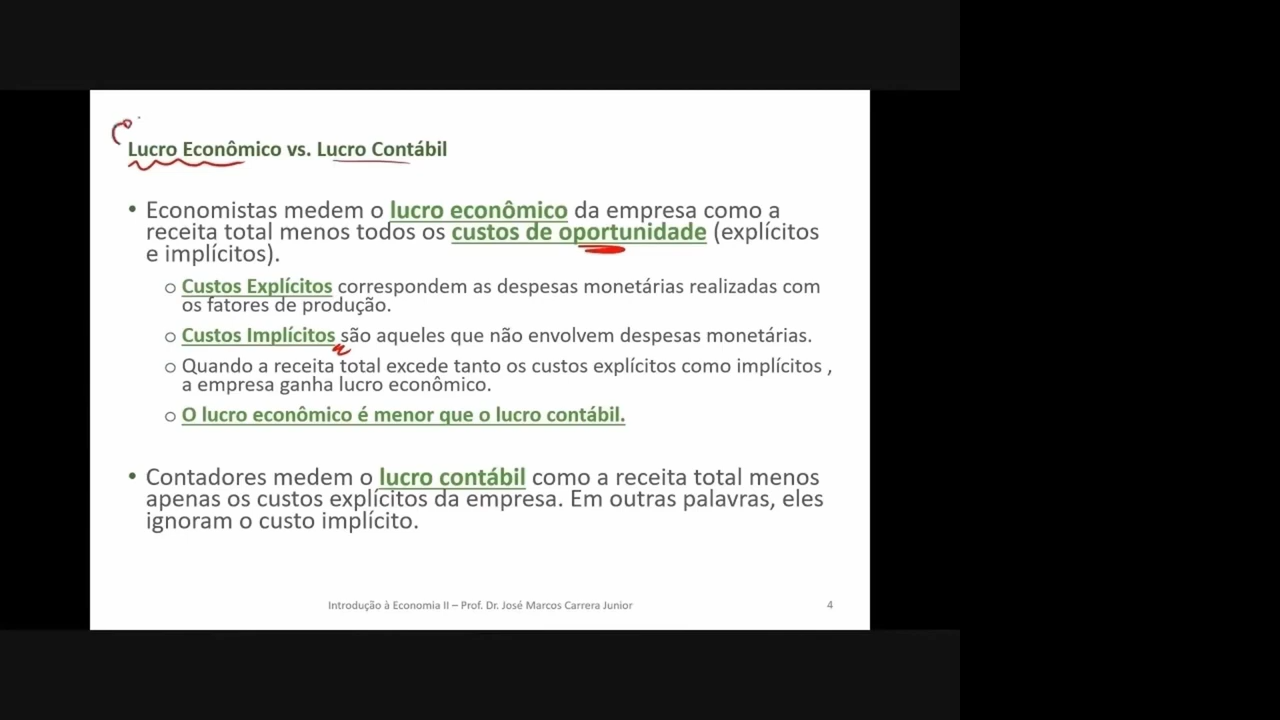 Lucro Econômico vs. Lucro Contábil
• Economistas medem o lucro econômico da empresa como a
receita total menos todos os custos de oportunidade (explícitos
e implícitos).
o Custos Explícitos correspondem as despesas monetárias realizadas com
os fatores de produção.
o Custos Implícitos são aqueles que não envolvem despesas monetárias.
o Quando a receita total excede tanto os custos explícitos como implícitos ,
a empresa ganha lucro econômico.
o O lucro econômico é menor que o lucro contábil.
• Contadores medem o lucro contábil como a receita total menos
apenas os custos explícitos da empresa. Em outras palavras, eles
ignoram o custo implícito.
Introdução à Economia II – Prof. Dr. José Marcos Carrera Junior
4